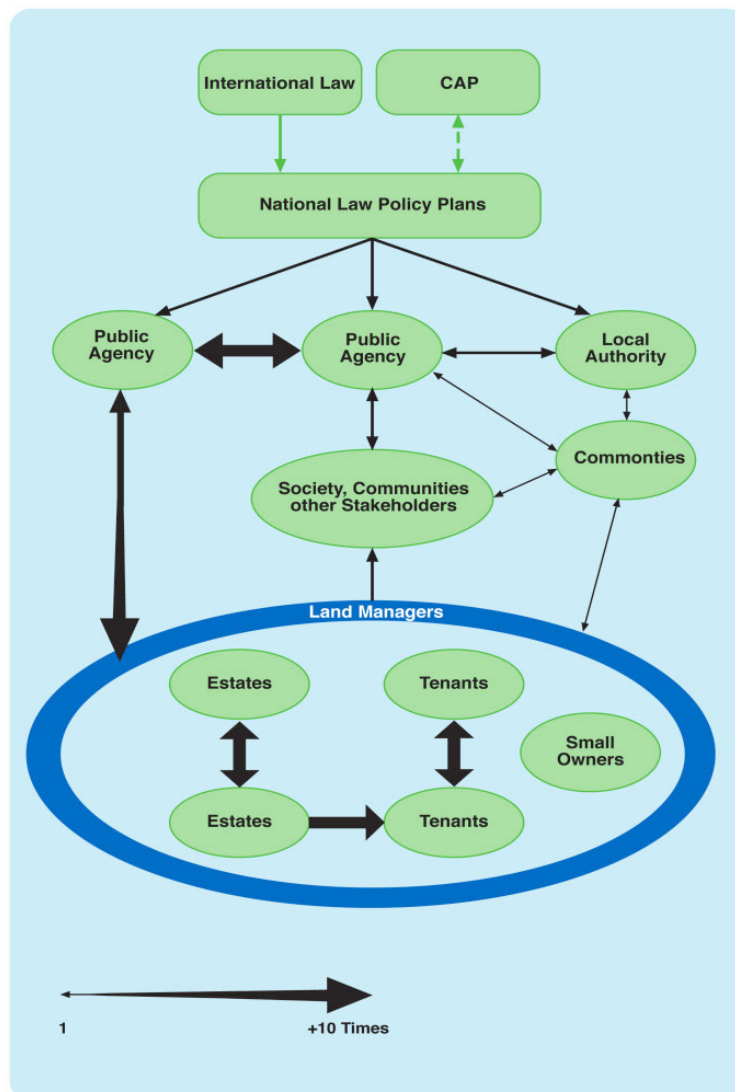 International Law
CAP
National Law Policy Plans
Public
Agency
Public
Agency
Local
Authority
Commonties
Society, Communities
other Stakeholders
Land Managers
Estates
Tenants
Small
Owners
Estates
Tenants
1
+10 Times